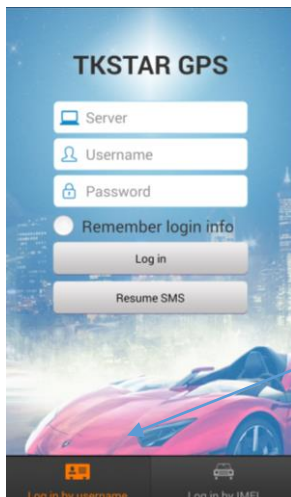 TKSTAR GPS
Server
Username
Password
Remember login info
Log in
Resume SMS
Log in by username
Log in by IMEI